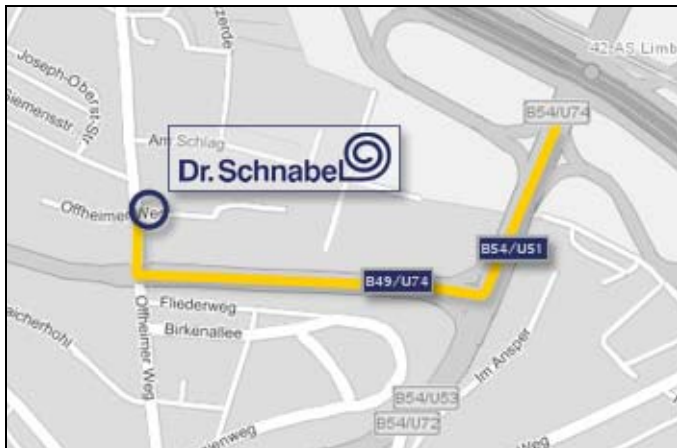 42 AS Limb
Joseph-Oberst-Str.
Siemensstr.
B54/U74
Am Schlag
Dr. Schnabel
Offheimer Weg
B54/U51
B49/U74
Fliederweg
Birkenallee
Offheimer Weg
Im Ansper
B54/U53
B54/U72
Weg